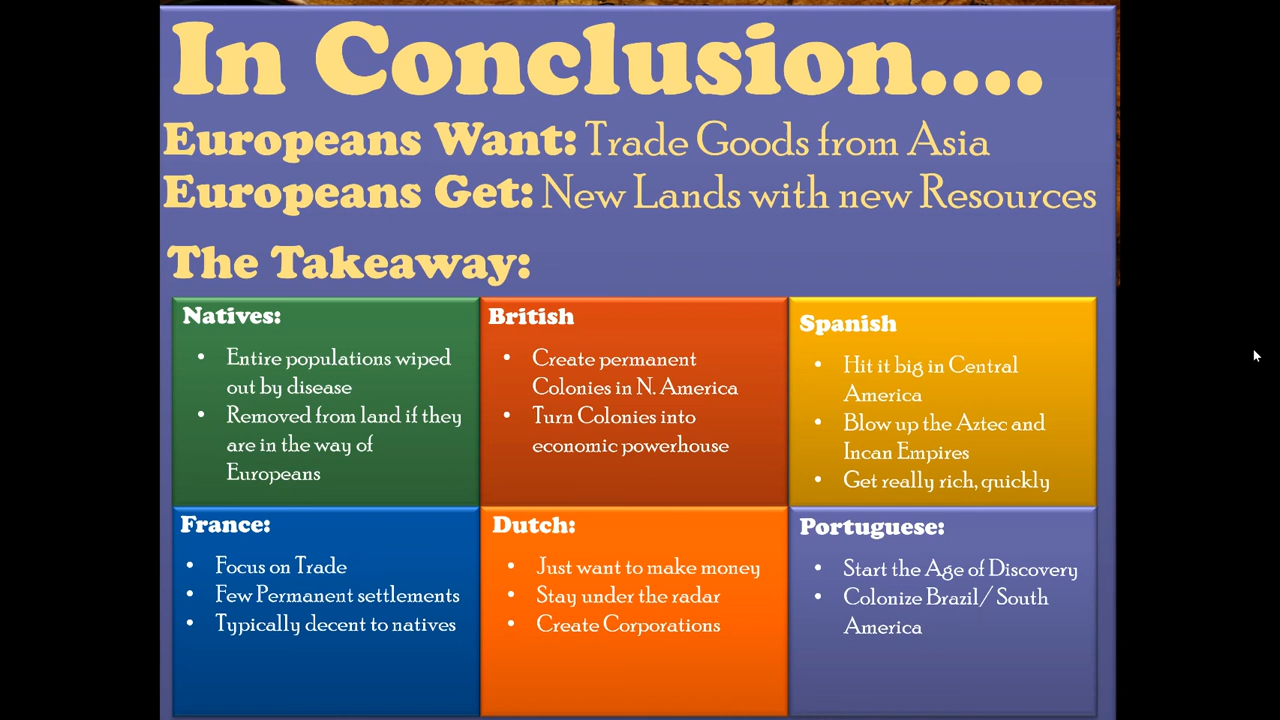 In Conclusion....
Europeans Want: Trade Goods from Asia
Europeans Get: New Lands with new Resources
The Takeaway:
Natives:
• Entire populations wiped
out by disease
• Removed from land if they
are in the way of
Europeans
British
• Create permanent
Colonies in N. America
• Turn Colonies into
economic powerhouse
Spanish
• Hit it big in Central
America
• Blow up the Aztec and
Incan Empires
• Get really rich, quickly
France:
• Focus on Trade
• Few Permanent settlements
• Typically decent to natives
Dutch:
• Just want to make money
• Stay under the radar
• Create Corporations
Portuguese:
• Start the Age of Discovery
• Colonize Brazil/ South
America